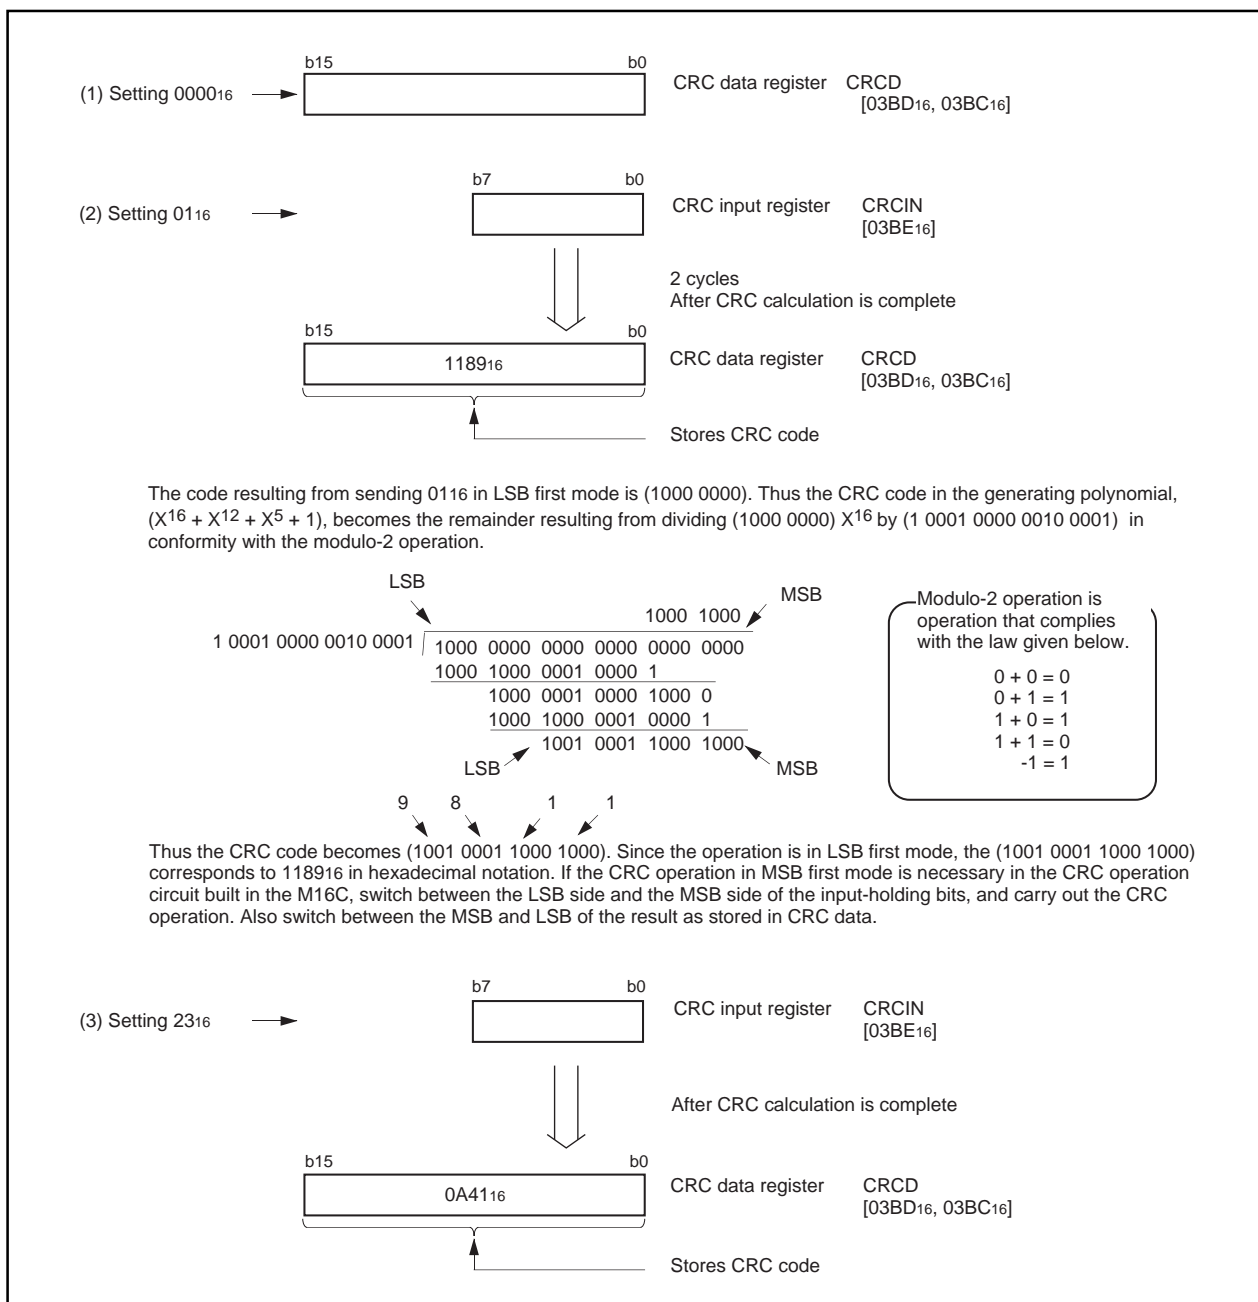 b15 b0
(1) Setting 000016 CRC data register CRCD
[03BD16, 03BC16]
b7 b0
(2) Setting 0116 CRC input register CRCIN
[03BE16]
2 cycles
After CRC calculation is complete
b15 b0
118916 CRC data register CRCD
[03BD16, 03BC16]
Stores CRC code
The code resulting from sending 0116 in LSB first mode is (1000 0000). Thus the CRC code in the generating polynomial,
(X16 + X12 + X5 + 1), becomes the remainder resulting from dividing (1000 0000) X16 by (1 0001 0000 0010 0001) in
conformity with the modulo-2 operation.
LSB MSB
1000 1000
1 0001 0000 0010 0001 1000 0000 0000 0000 0000 0000
1000 1000 0001 0000 1
1000 0001 0000 1000 0
1000 1000 0001 0000 1
1001 0001 1000 1000
LSB MSB
Modulo-2 operation is
operation that complies
with the law given below.
0 + 0 = 0
0 + 1 = 1
1 + 0 = 1
1 + 1 = 0
-1 = 1
9 8 1 1
Thus the CRC code becomes (1001 0001 1000 1000). Since the operation is in LSB first mode, the (1001 0001 1000 1000)
corresponds to 118916 in hexadecimal notation. If the CRC operation in MSB first mode is necessary in the CRC operation
circuit built in the M16C, switch between the LSB side and the MSB side of the input-holding bits, and carry out the CRC
operation. Also switch between the MSB and LSB of the result as stored in CRC data.
b7 b0
(3) Setting 2316 CRC input register CRCIN
[03BE16]
After CRC calculation is complete
b15 b0
0A4116 CRC data register CRCD
[03BD16, 03BC16]
Stores CRC code